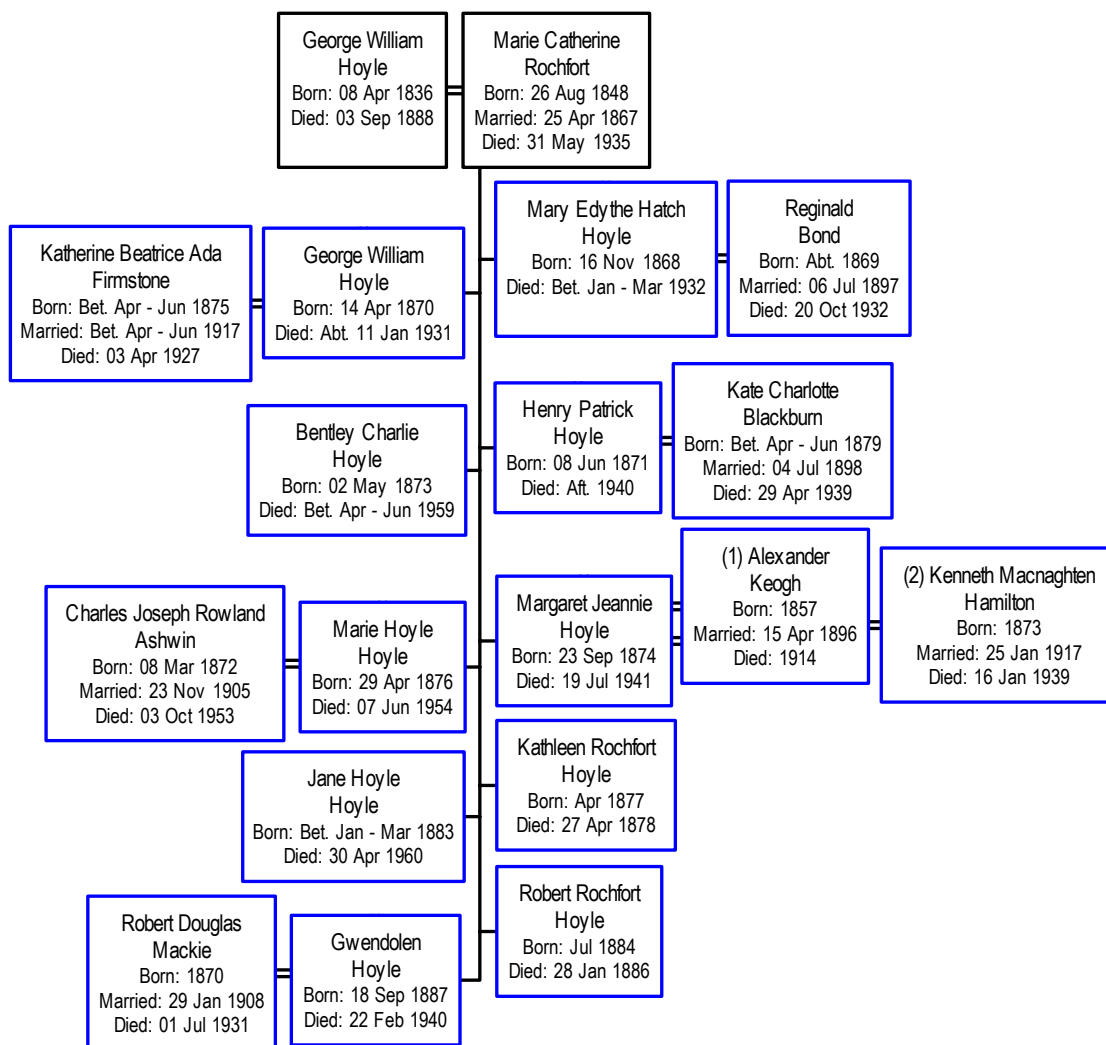 George William
Hoyle
Born: 08 Apr 1836
Died: 03 Sep 1888
Marie Catherine
Rochfort
Born: 26 Aug 1848
Married: 25 Apr 1867
Died: 31 May 1935
Mary Edythe Hatch
Hoyle
Born: 16 Nov 1868
Died: Bet. Jan - Mar 1932
Reginald
Bond
Born: Abt. 1869
Married: 06 Jul 1897
Died: 20 Oct 1932
Katherine Beatrice Ada
Firmstone
Born: Bet. Apr - Jun 1875
Married: Bet. Apr - Jun 1917
Died: 03 Apr 1927
George William
Hoyle
Born: 14 Apr 1870
Died: Abt. 11 Jan 1931
Henry Patrick
Hoyle
Born: 08 Jun 1871
Died: Aft. 1940
Kate Charlotte
Blackburn
Born: Bet. Apr - Jun 1879
Married: 04 Jul 1898
Died: 29 Apr 1939
Bentley Charlie
Hoyle
Born: 02 May 1873
Died: Bet. Apr - Jun 1959
Margaret Jeannie
Hoyle
Born: 23 Sep 1874
Died: 19 Jul 1941
(1) Alexander
Keogh
Born: 1857
Married: 15 Apr 1896
Died: 1914
(2) Kenneth Macnaghten
Hamilton
Born: 1873
Married: 25 Jan 1917
Died: 16 Jan 1939
Charles Joseph Rowland
Ashwin
Born: 08 Mar 1872
Married: 23 Nov 1905
Died: 03 Oct 1953
Marie Hoyle
Hoyle
Born: 29 Apr 1876
Died: 07 Jun 1954
Kathleen Rochfort
Hoyle
Born: Apr 1877
Died: 27 Apr 1878
Jane Hoyle
Hoyle
Born: Bet. Jan - Mar 1883
Died: 30 Apr 1960
Robert Rochfort
Hoyle
Born: Jul 1884
Died: 28 Jan 1886
Robert Douglas
Mackie
Born: 1870
Married: 29 Jan 1908
Died: 01 Jul 1931
Gwendolen
Hoyle
Born: 18 Sep 1887
Died: 22 Feb 1940